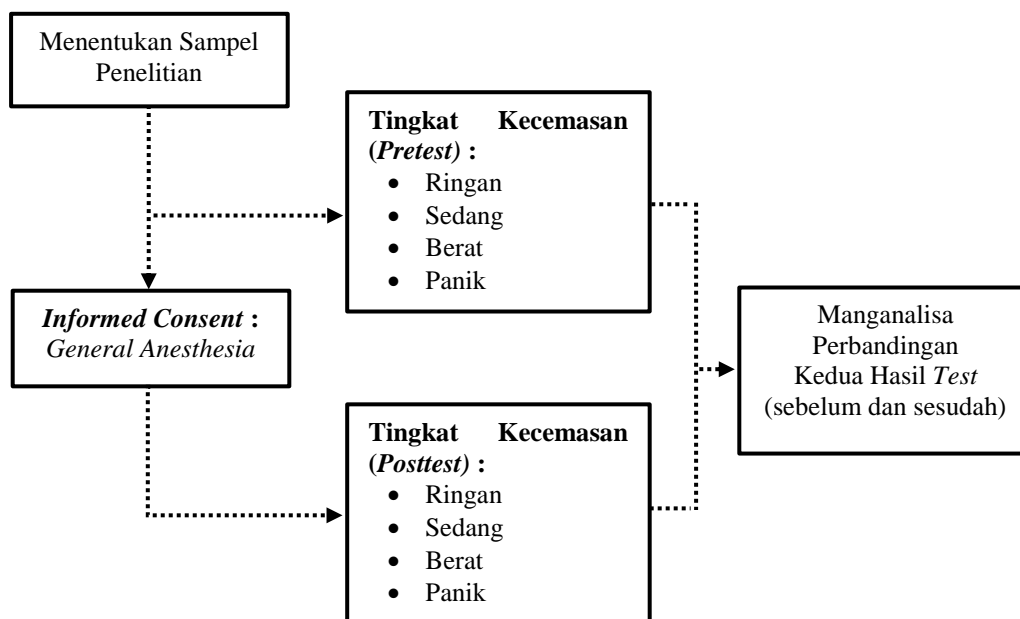 Menentukan Sampel
Penelitian
Tingkat Kecemasan
(Pretest) :
• Ringan
• Sedang
• Berat
• Panik
Informed Consent :
General Anesthesia
Manganalisa
Perbandingan
Kedua Hasil Test
(sebelum dan sesudah)
Tingkat Kecemasan
(Posttest) :
• Ringan
• Sedang
• Berat
• Panik